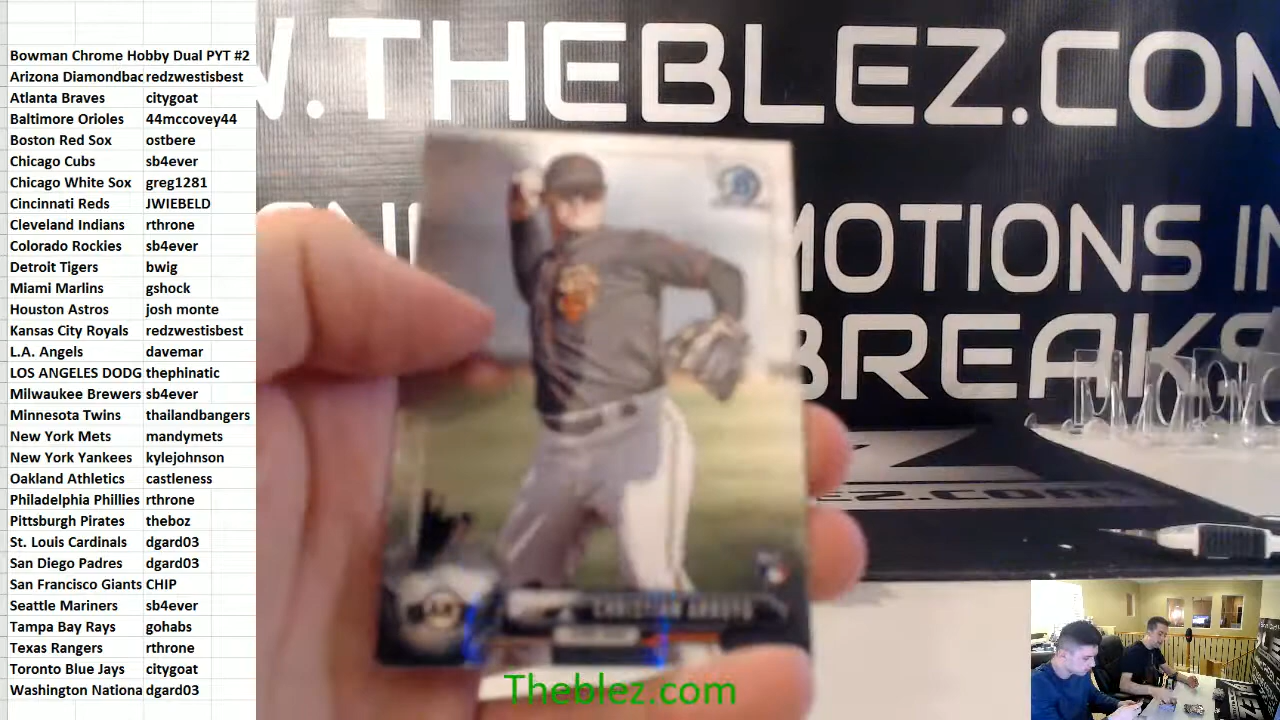 Bowman Chrome Hobby Dual PYT #2
Arizona Diamondbac redzwestisbest
Atlanta Braves citygoat
Baltimore Orioles 44mccovey44
Boston Red Sox ostbere
Chicago Cubs sb4ever
Chicago White Sox greg1281
Cincinnati Reds JWIEBELD
Cleveland Indians rthrone
Colorado Rockies sb4ever
Detroit Tigers bwig
Miami Marlins gshock
Houston Astros josh monte
Kansas City Royals redzwestisbest
L.A. Angels davemar
LOS ANGELES DODG thephinatic
Milwaukee Brewers sb4ever
Minnesota Twins thailandbangers
New York Mets mandymets
New York Yankees kylejohnson
Oakland Athletics castleness
Philadelphia Phillies rthrone
Pittsburgh Pirates theboz
St. Louis Cardinals dgard03
San Diego Padres dgard03
San Francisco Giants CHIP
Seattle Mariners sb4ever
Tampa Bay Rays gohabs
Texas Rangers rthrone
Toronto Blue Jays citygoat
Washington Nationa dgard03
W.THEBLEZ.COM
MOTIONS IN
BREAKS
CHRISTIAN ARROYO
Theblez.com